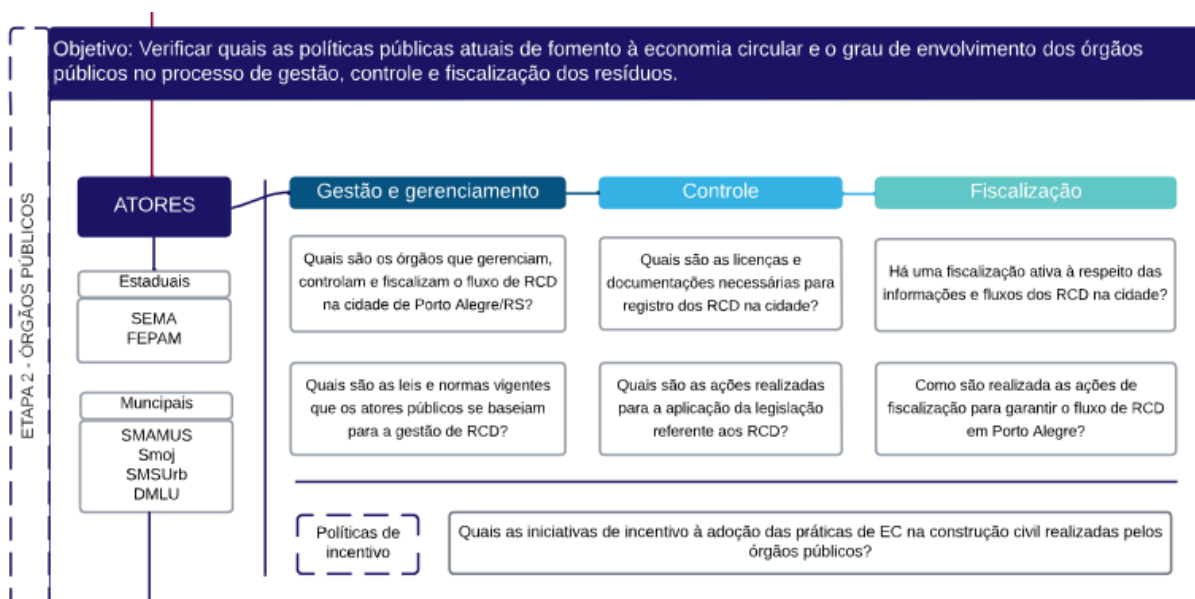 Objetivo: Verificar quais as políticas públicas atuais de fomento à economia circular e o grau de envolvimento dos órgãos
públicos no processo de gestão, controle e fiscalização dos resíduos.
ETAPA 2 - ÓRGÃOS PÚBLICOS
ATORES
Estaduais
SEMA
FEPAM
Muncipais
SMAMUS
Smoj
SMSUrb
DMLU
Gestão e gerenciamento
Quais são os órgãos que gerenciam,
controlam e fiscalizam o fluxo de RCD
na cidade de Porto Alegre/RS?
Quais são as leis e normas vigentes
que os atores públicos se baseiam
para a gestão de RCD?
Controle
Quais são as licenças e
documentações necessárias para
registro dos RCD na cidade?
Quais são as ações realizadas
para a aplicação da legislação
referente aos RCD?
Fiscalização
Há uma fiscalização ativa à respeito das
informações e fluxos dos RCD na cidade?
Como são realizada as ações de
fiscalização para garantir o fluxo de RCD
em Porto Alegre?
Políticas de
incentivo
Quais as iniciativas de incentivo à adoção das práticas de EC na construção civil realizadas pelos
órgãos públicos?